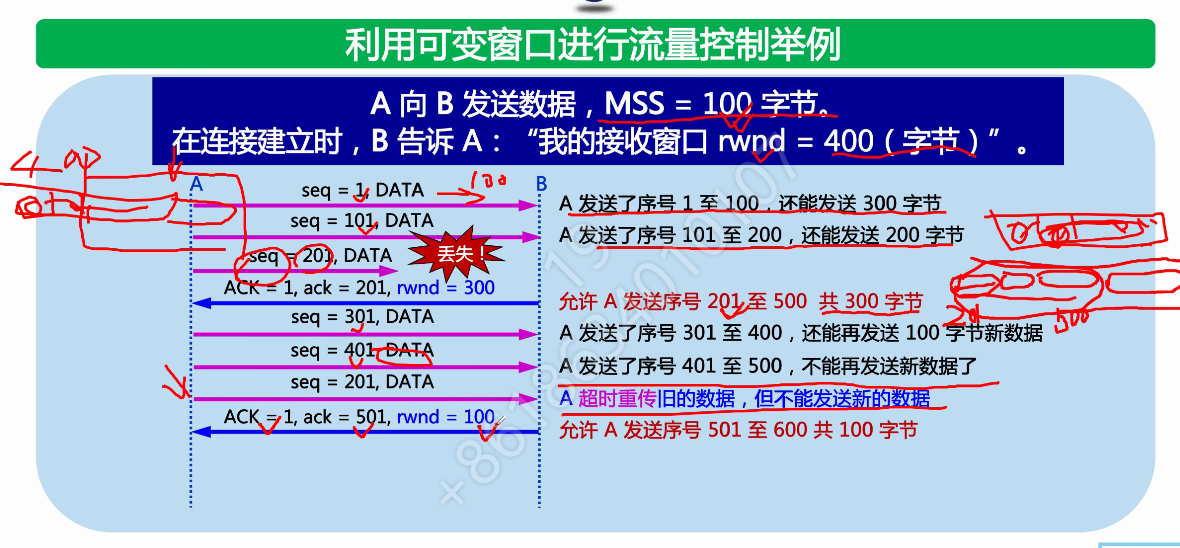 利用可变窗口进行流量控制举例
A 向 B 发送数据，MSS = 100 字节。
在连接建立时，B 告诉 A：“我的接收窗口 rwnd = 400（字节）”。
A
B
seq = 1, DATA
100
A 发送了序号 1 至 100，还能发送 300 字节
seq = 101, DATA
A 发送了序号 101 至 200，还能发送 200 字节
seq = 201, DATA
丢失！
ACK = 1, ack = 201, rwnd = 300
允许 A 发送序号 201 至 500 共 300 字节
seq = 301, DATA
A 发送了序号 301 至 400，还能再发送 100 字节新数据
seq = 401, DATA
A 发送了序号 401 至 500，不能再发送新数据了
seq = 201, DATA
A 超时重传旧的数据，但不能发送新的数据
ACK = 1, ack = 501, rwnd = 100
允许 A 发送序号 501 至 600 共 100 字节
500